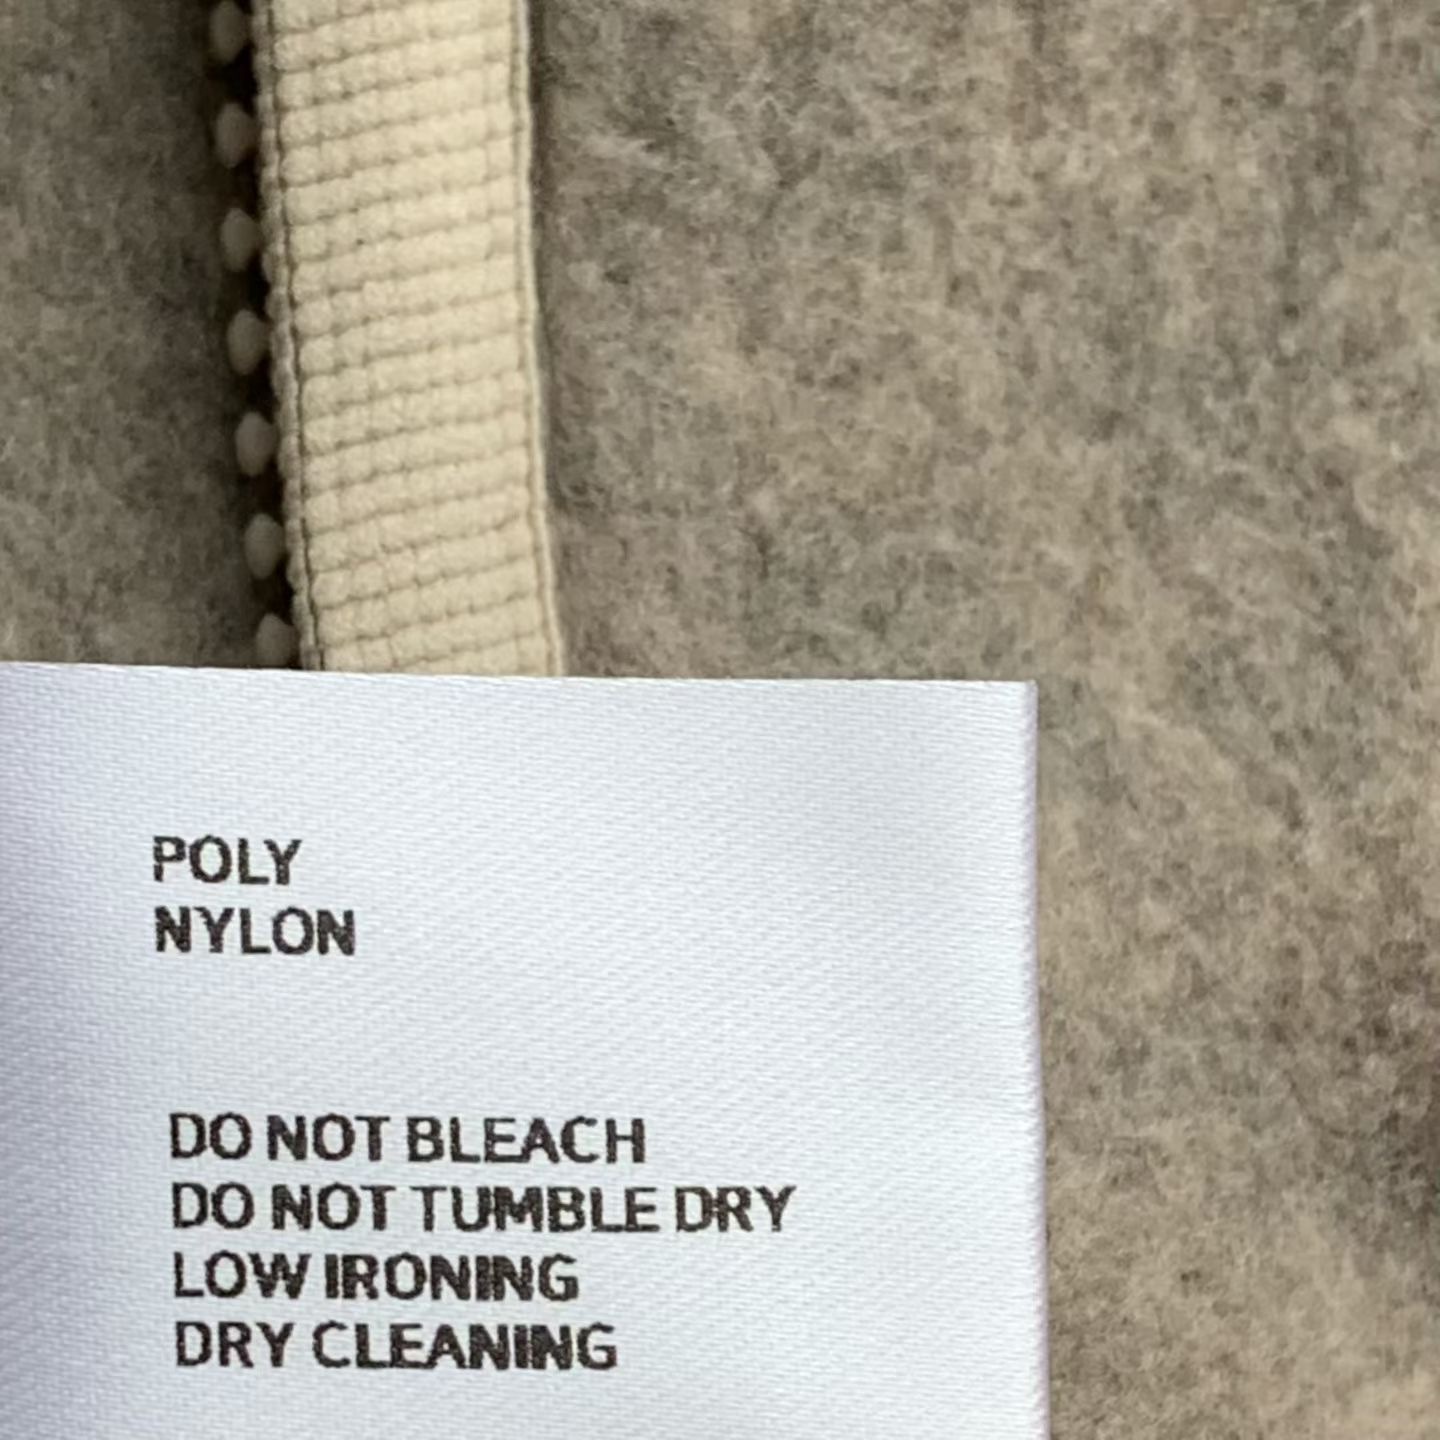 POLY
NYLON
DO NOT BLEACH
DO NOT TUMBLE DRY
LOW IRONING
DRY CLEANING